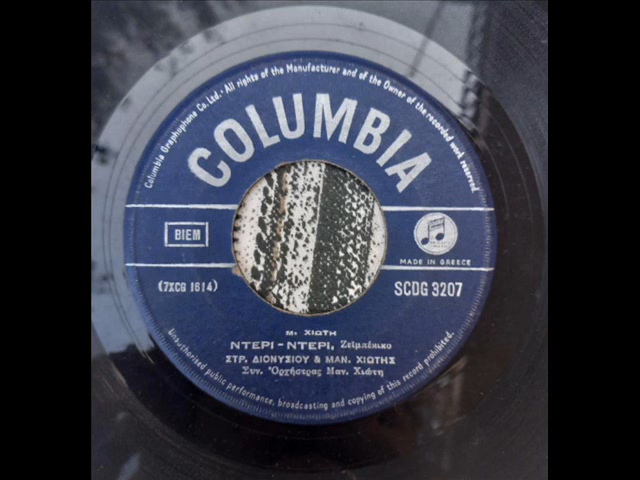 Columbia Graphophone Co., Ltd. · All rights of the Manufacturer and of the Owner of the recorded work reserved.
COLUMBIA
BIEM
MADE IN GREECE
(7XCG 1614)
SCDG 3207
Μ. ΧΙΩΤΗ
ΝΤΕΡΙ - ΝΤΕΡΙ, Ζεϊμπέκικο
ΣΤΡ. ΔΙΟΝΥΣΙΟΥ & ΜΑΝ. ΧΙΩΤΗΣ
Συν. Ὀρχήστρας Μαν. Χιώτη
Unauthorised public performance, broadcasting and copying of this record prohibited.